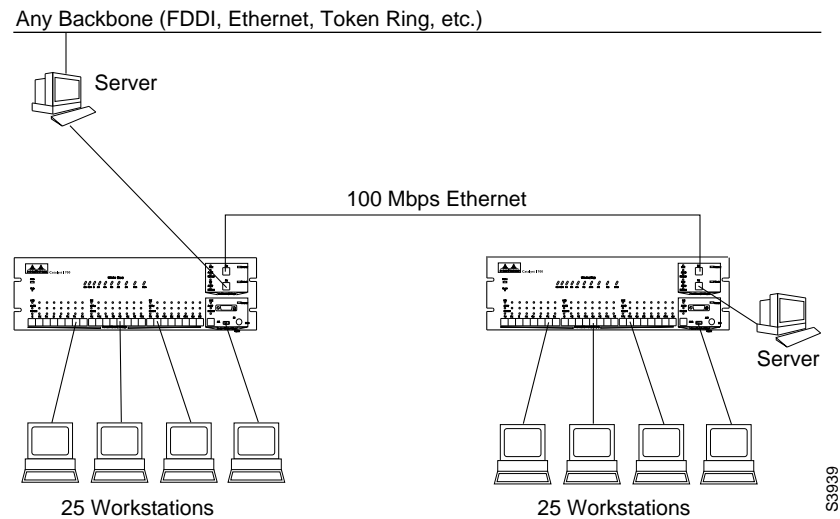 Any Backbone (FDDI, Ethernet, Token Ring, etc.)
Server
100 Mbps Ethernet
Server
25 Workstations
25 Workstations
S3939